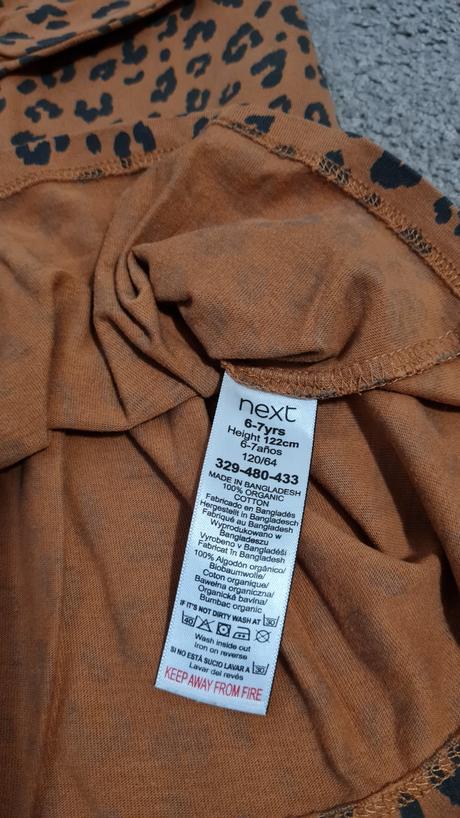 next
6-7yrs
Height 122cm
6-7años
120/64
329-480-433
MADE IN BANGLADESH
100% ORGANIC
COTTON
Fabricado en Bangladés
Hergestellt in Bangladesch
Fabriqué au Bangladesh
Wyprodukowano w
Bangladeszu
Vyrobeno v Bangladéši
Fabricat în Bangladesh
100% Algodón orgánico/
Biobaumwolle/
Coton organique/
Bawełna organiczna/
Organická bavlna/
Bumbac organic
IF IT'S NOT DIRTY WASH AT 30
40
Wash inside out
Iron on reverse
SI NO ESTÁ SUCIO LAVAR A 30
Lavar del revés
KEEP AWAY FROM FIRE